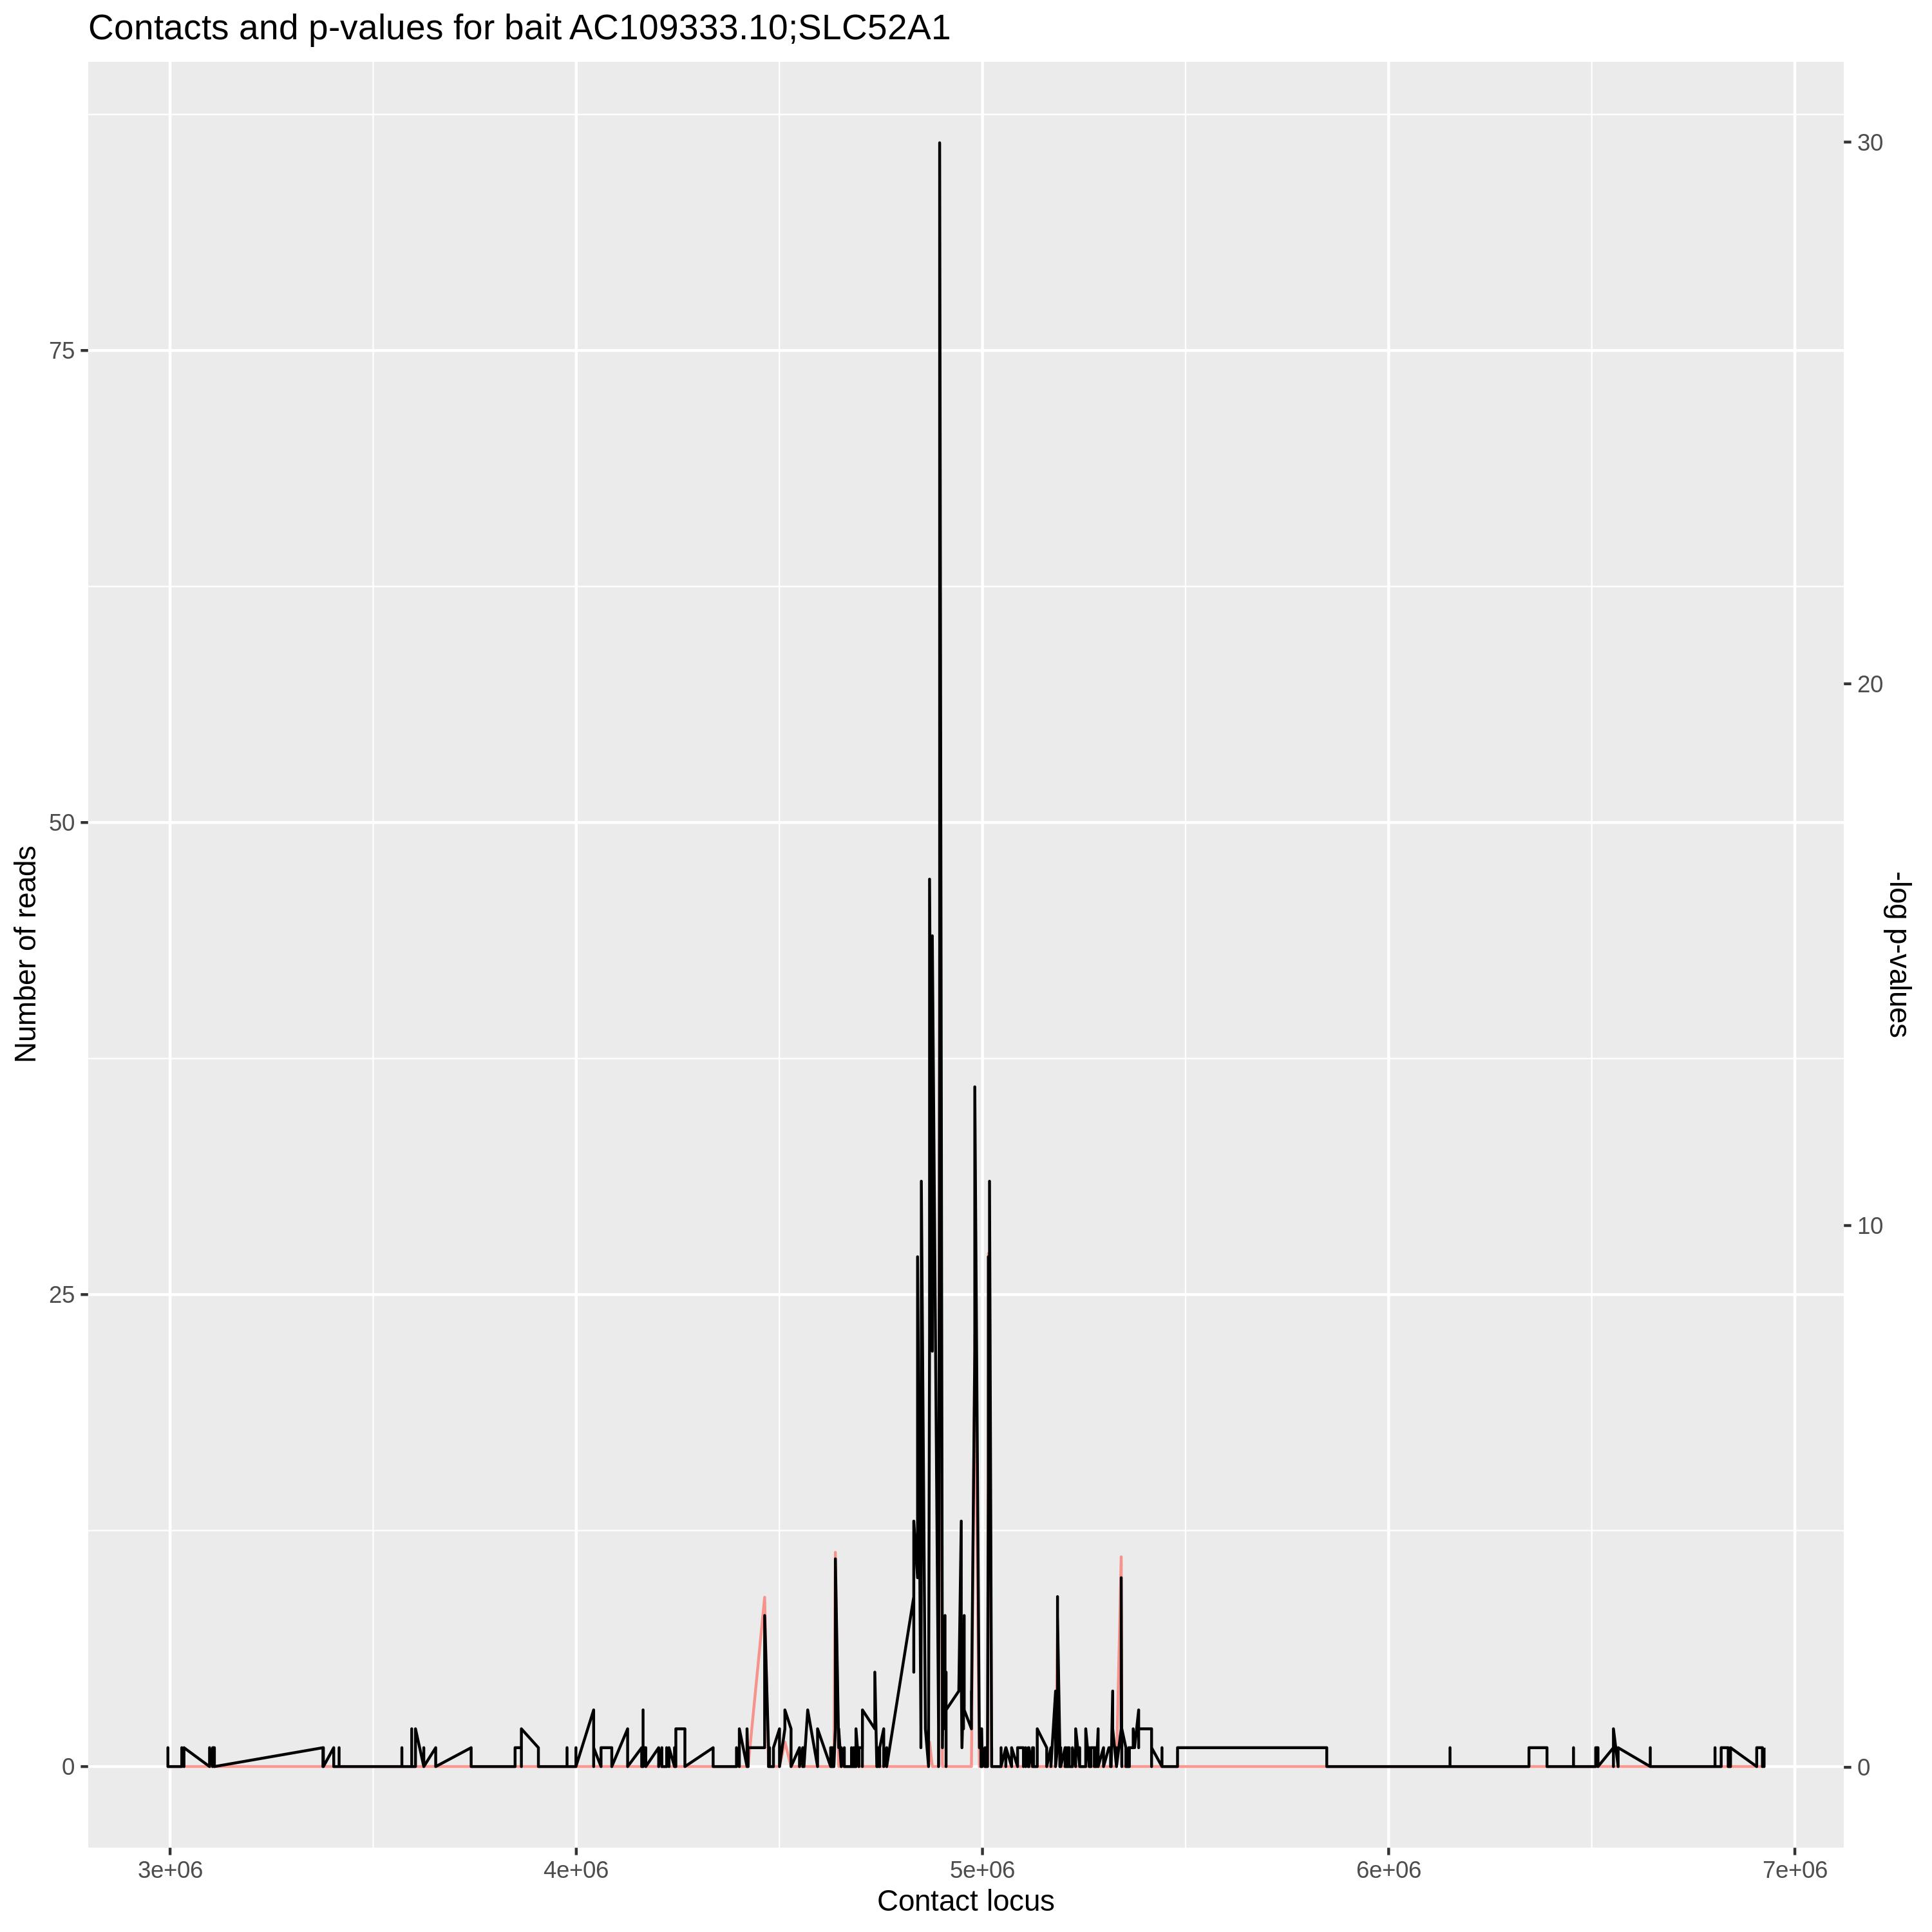 Contacts and p-values for bait AC109333.10;SLC52A1
Number of reads
75
50
25
0
30
20
10
0
-log p-values
3e+06 4e+06 5e+06 6e+06 7e+06
Contact locus